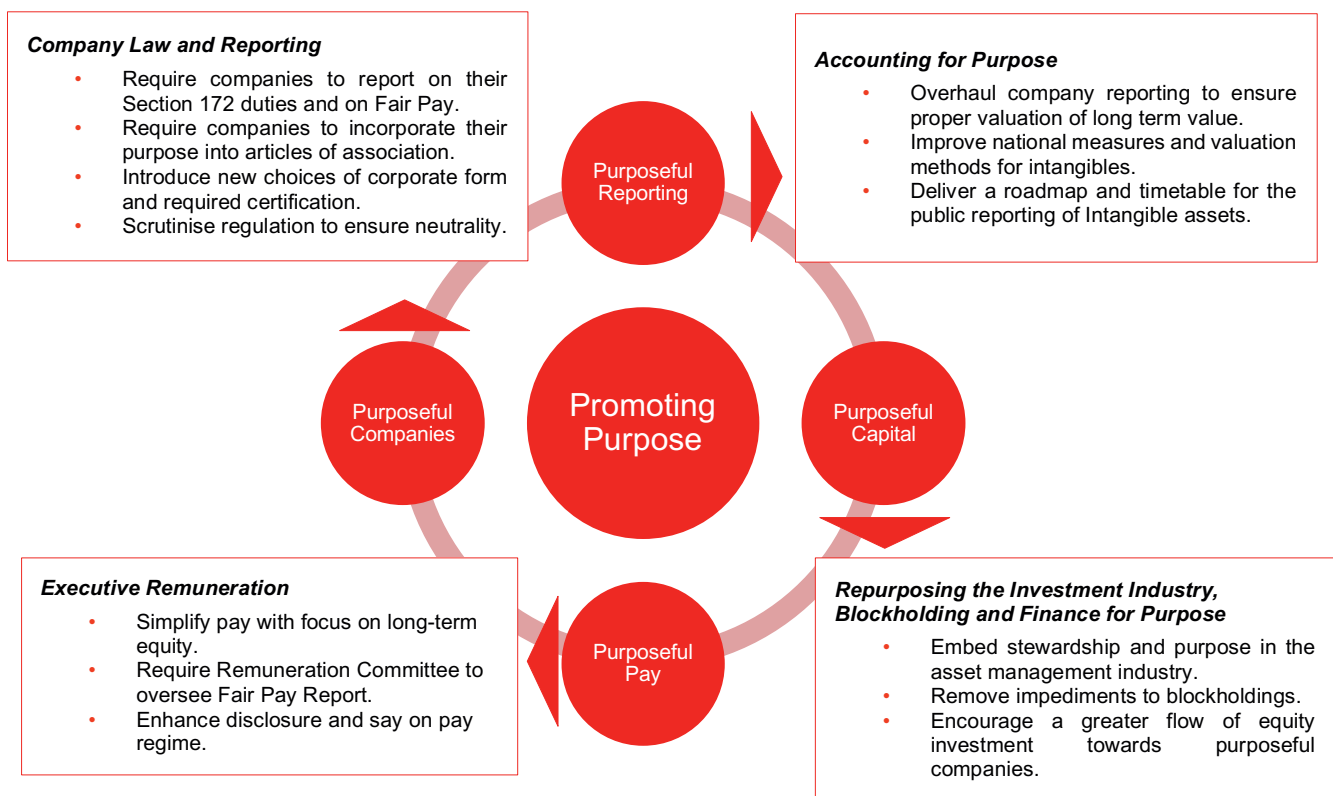 Company Law and Reporting
• Require companies to report on their
Section 172 duties and on Fair Pay.
• Require companies to incorporate their
purpose into articles of association.
• Introduce new choices of corporate form
and required certification.
• Scrutinise regulation to ensure neutrality.
Accounting for Purpose
• Overhaul company reporting to ensure
proper valuation of long term value.
• Improve national measures and valuation
methods for intangibles.
• Deliver a roadmap and timetable for the
public reporting of Intangible assets.
Purposeful
Reporting
Purposeful
Companies
Promoting
Purpose
Purposeful
Capital
Purposeful
Pay
Executive Remuneration
• Simplify pay with focus on long-term
equity.
• Require Remuneration Committee to
oversee Fair Pay Report.
• Enhance disclosure and say on pay
regime.
Repurposing the Investment Industry,
Blockholding and Finance for Purpose
• Embed stewardship and purpose in the
asset management industry.
• Remove impediments to blockholdings.
• Encourage a greater flow of equity
investment towards purposeful
companies.